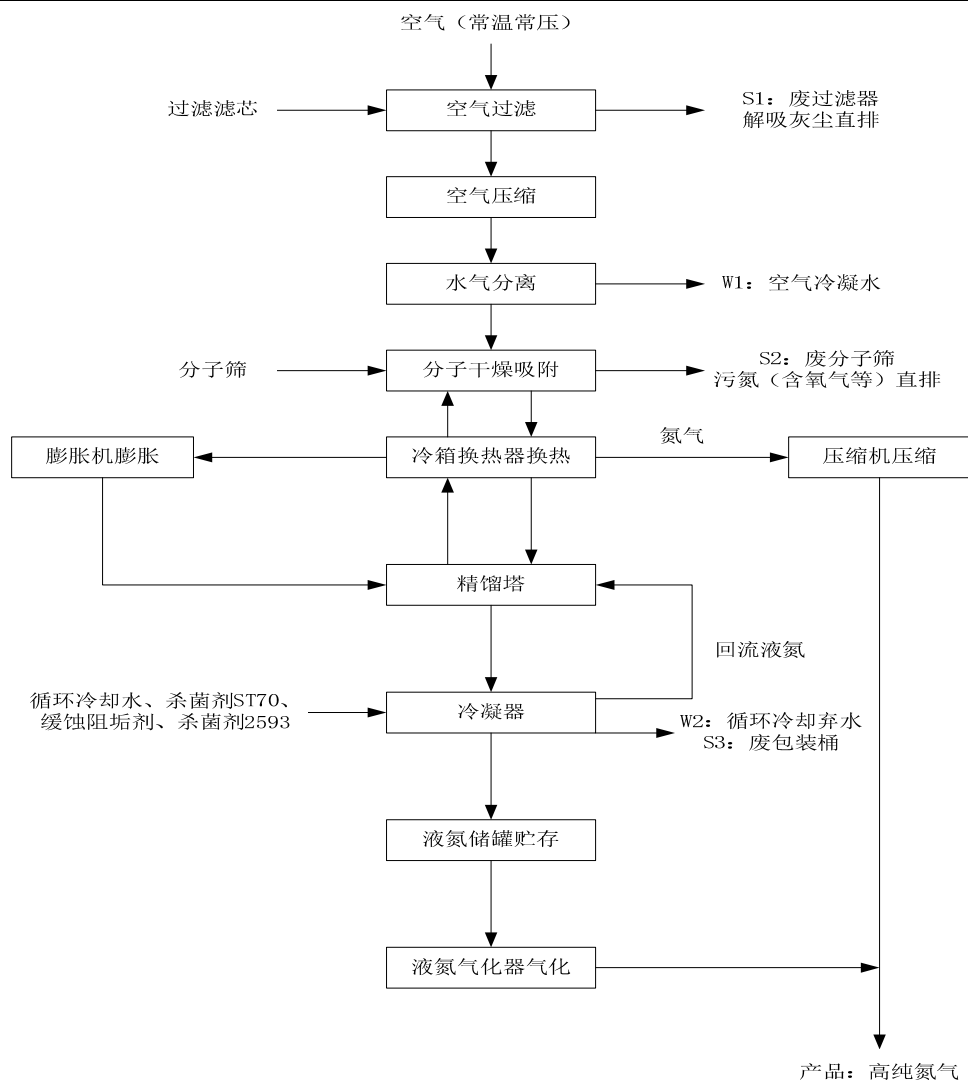 空气（常温常压）
过滤滤芯
空气过滤
S1：废过滤器
解吸灰尘直排
空气压缩
水气分离
W1：空气冷凝水
分子筛
分子干燥吸附
S2：废分子筛
污氮（含氧气等）直排
膨胀机膨胀
冷箱换热器换热
氮气
压缩机压缩
精馏塔
回流液氮
循环冷却水、杀菌剂ST70、
缓蚀阻垢剂、杀菌剂2593
冷凝器
W2：循环冷却弃水
S3：废包装桶
液氮储罐贮存
液氮气化器气化
产品：高纯氮气